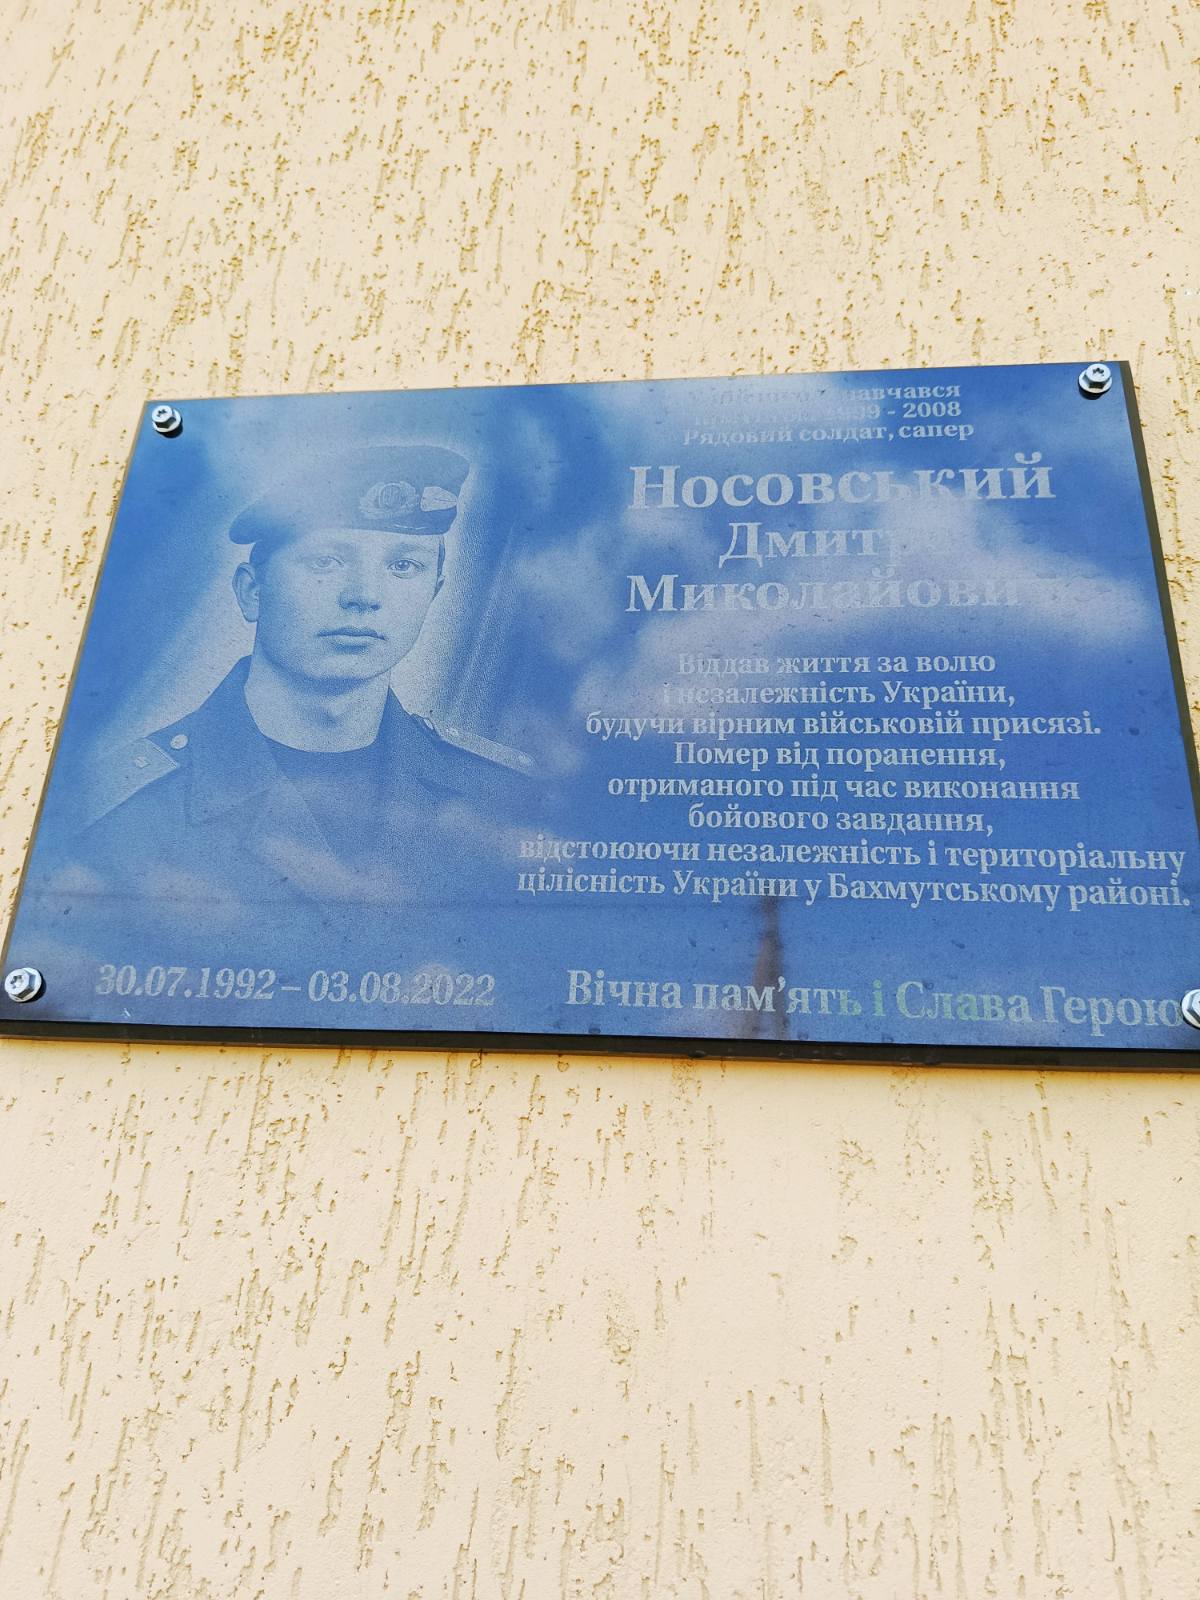 навчався
- 2008
Рядовий солдат, сапер
Носовський
Миколайович
Віддав життя за волю
і незалежність України,
будучи вірним військовій присязі.
Помер від поранення,
отриманого під час виконання
бойового завдання,
відстоюючи незалежність і територіальну
цілісність України у Бахмутському районі.
30.07.1992 – 03.08.2022
Вічна пам’ять і Слава Герою